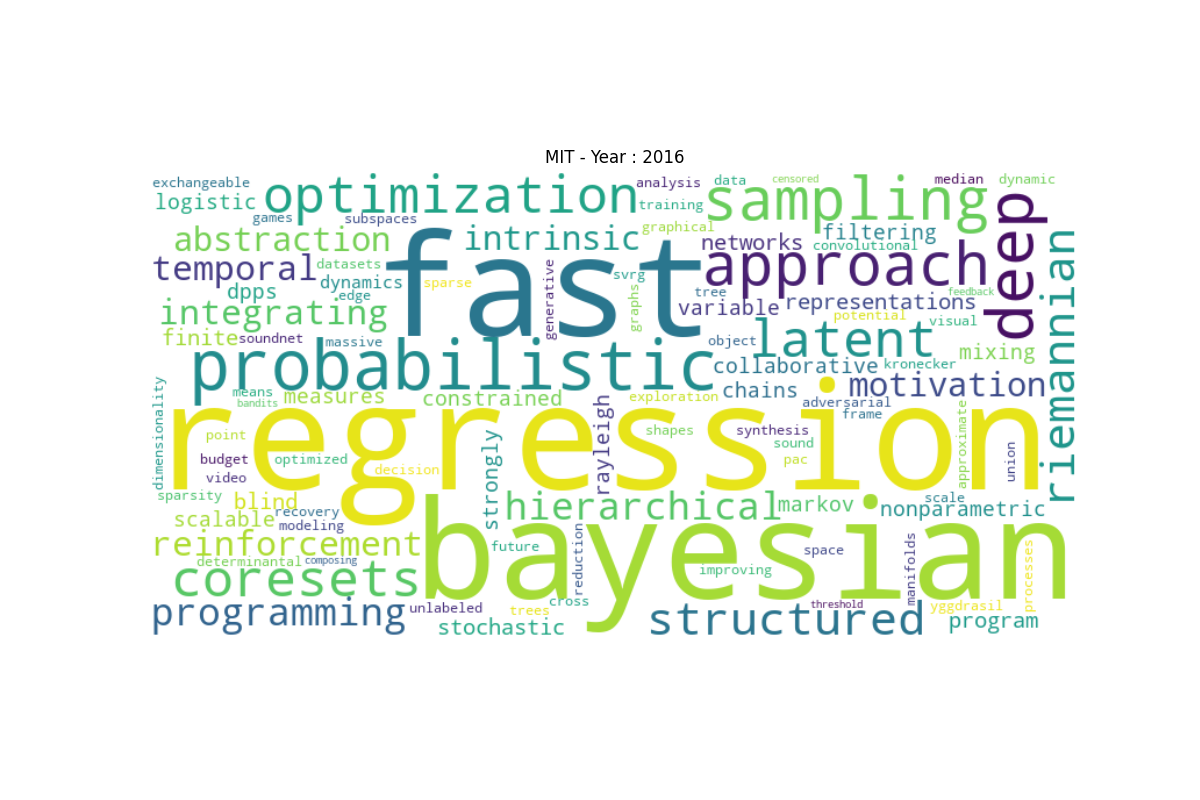 MIT - Year : 2016
exchangeable
optimization
analysis
data
censored
median
dynamic
logistic
training
sampling
games
subspaces
graphical
deep
abstraction
fast
intrinsic
networks
filtering
convolutional
riemannian
temporal
datasets
approach
dynamics
sparse
generative
svrg
dpps
edge
graphs
tree
representations
feedback
integrating
variable
potential
visual
finite
soundnet
massive
object
latent
mixing
probabilistic
collaborative
kronecker
dimensionality
means
bandits
measures
constrained
exploration
chains
motivation
regression
rayleigh
adversarial
frame
approximate
point
shapes
synthesis
sound
union
budget
optimized
decision
strongly
pac
video
sparsity
blind
recovery
hierarchical
markov
scale
nonparametric
scalable
modeling
bayesian
reinforcement
future
reduction
space
manifolds
processes
determinantal
composing
improving
coresets
programming
unlabeled
trees
cross
threshold
yggdrasil
stochastic
structured
program